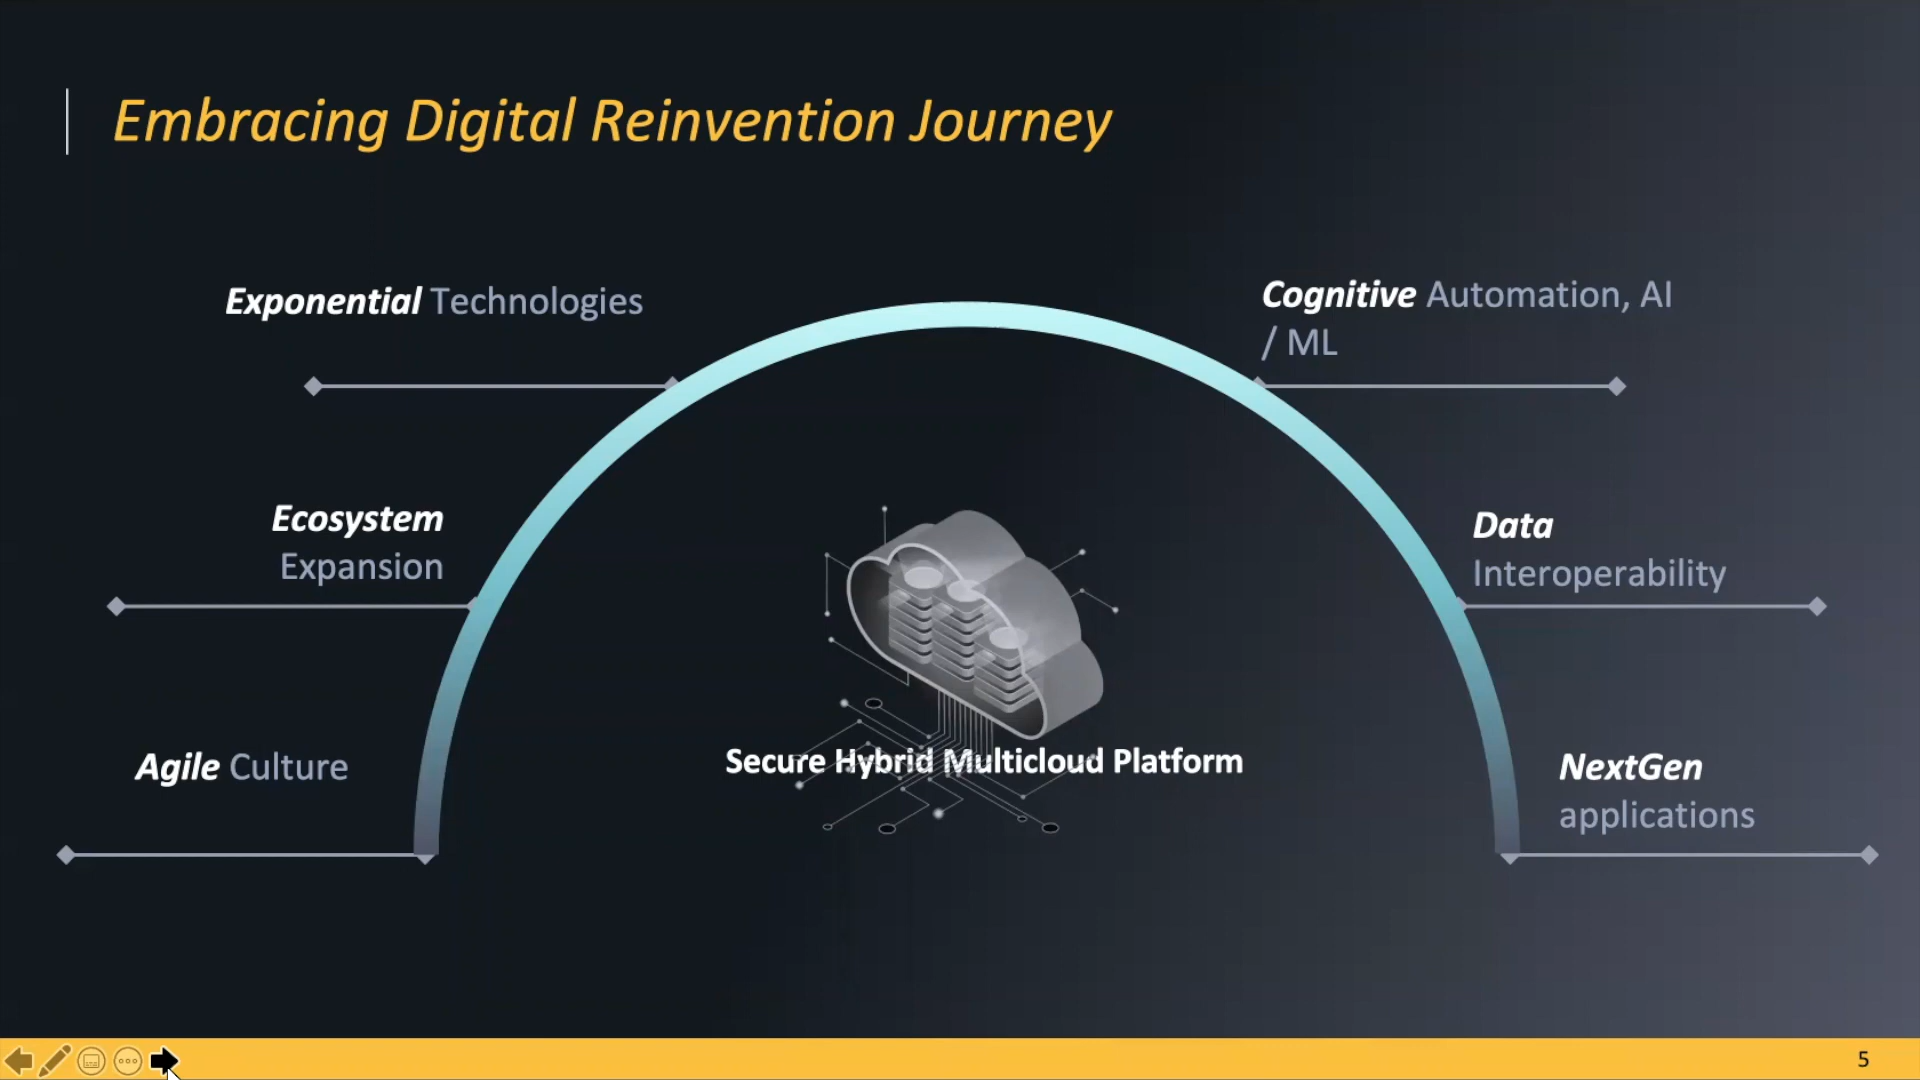 Embracing Digital Reinvention Journey
Exponential Technologies
Cognitive Automation, AI
/ ML
Ecosystem
Expansion
Data
Interoperability
Agile Culture
Secure Hybrid Multicloud Platform
NextGen
applications
5